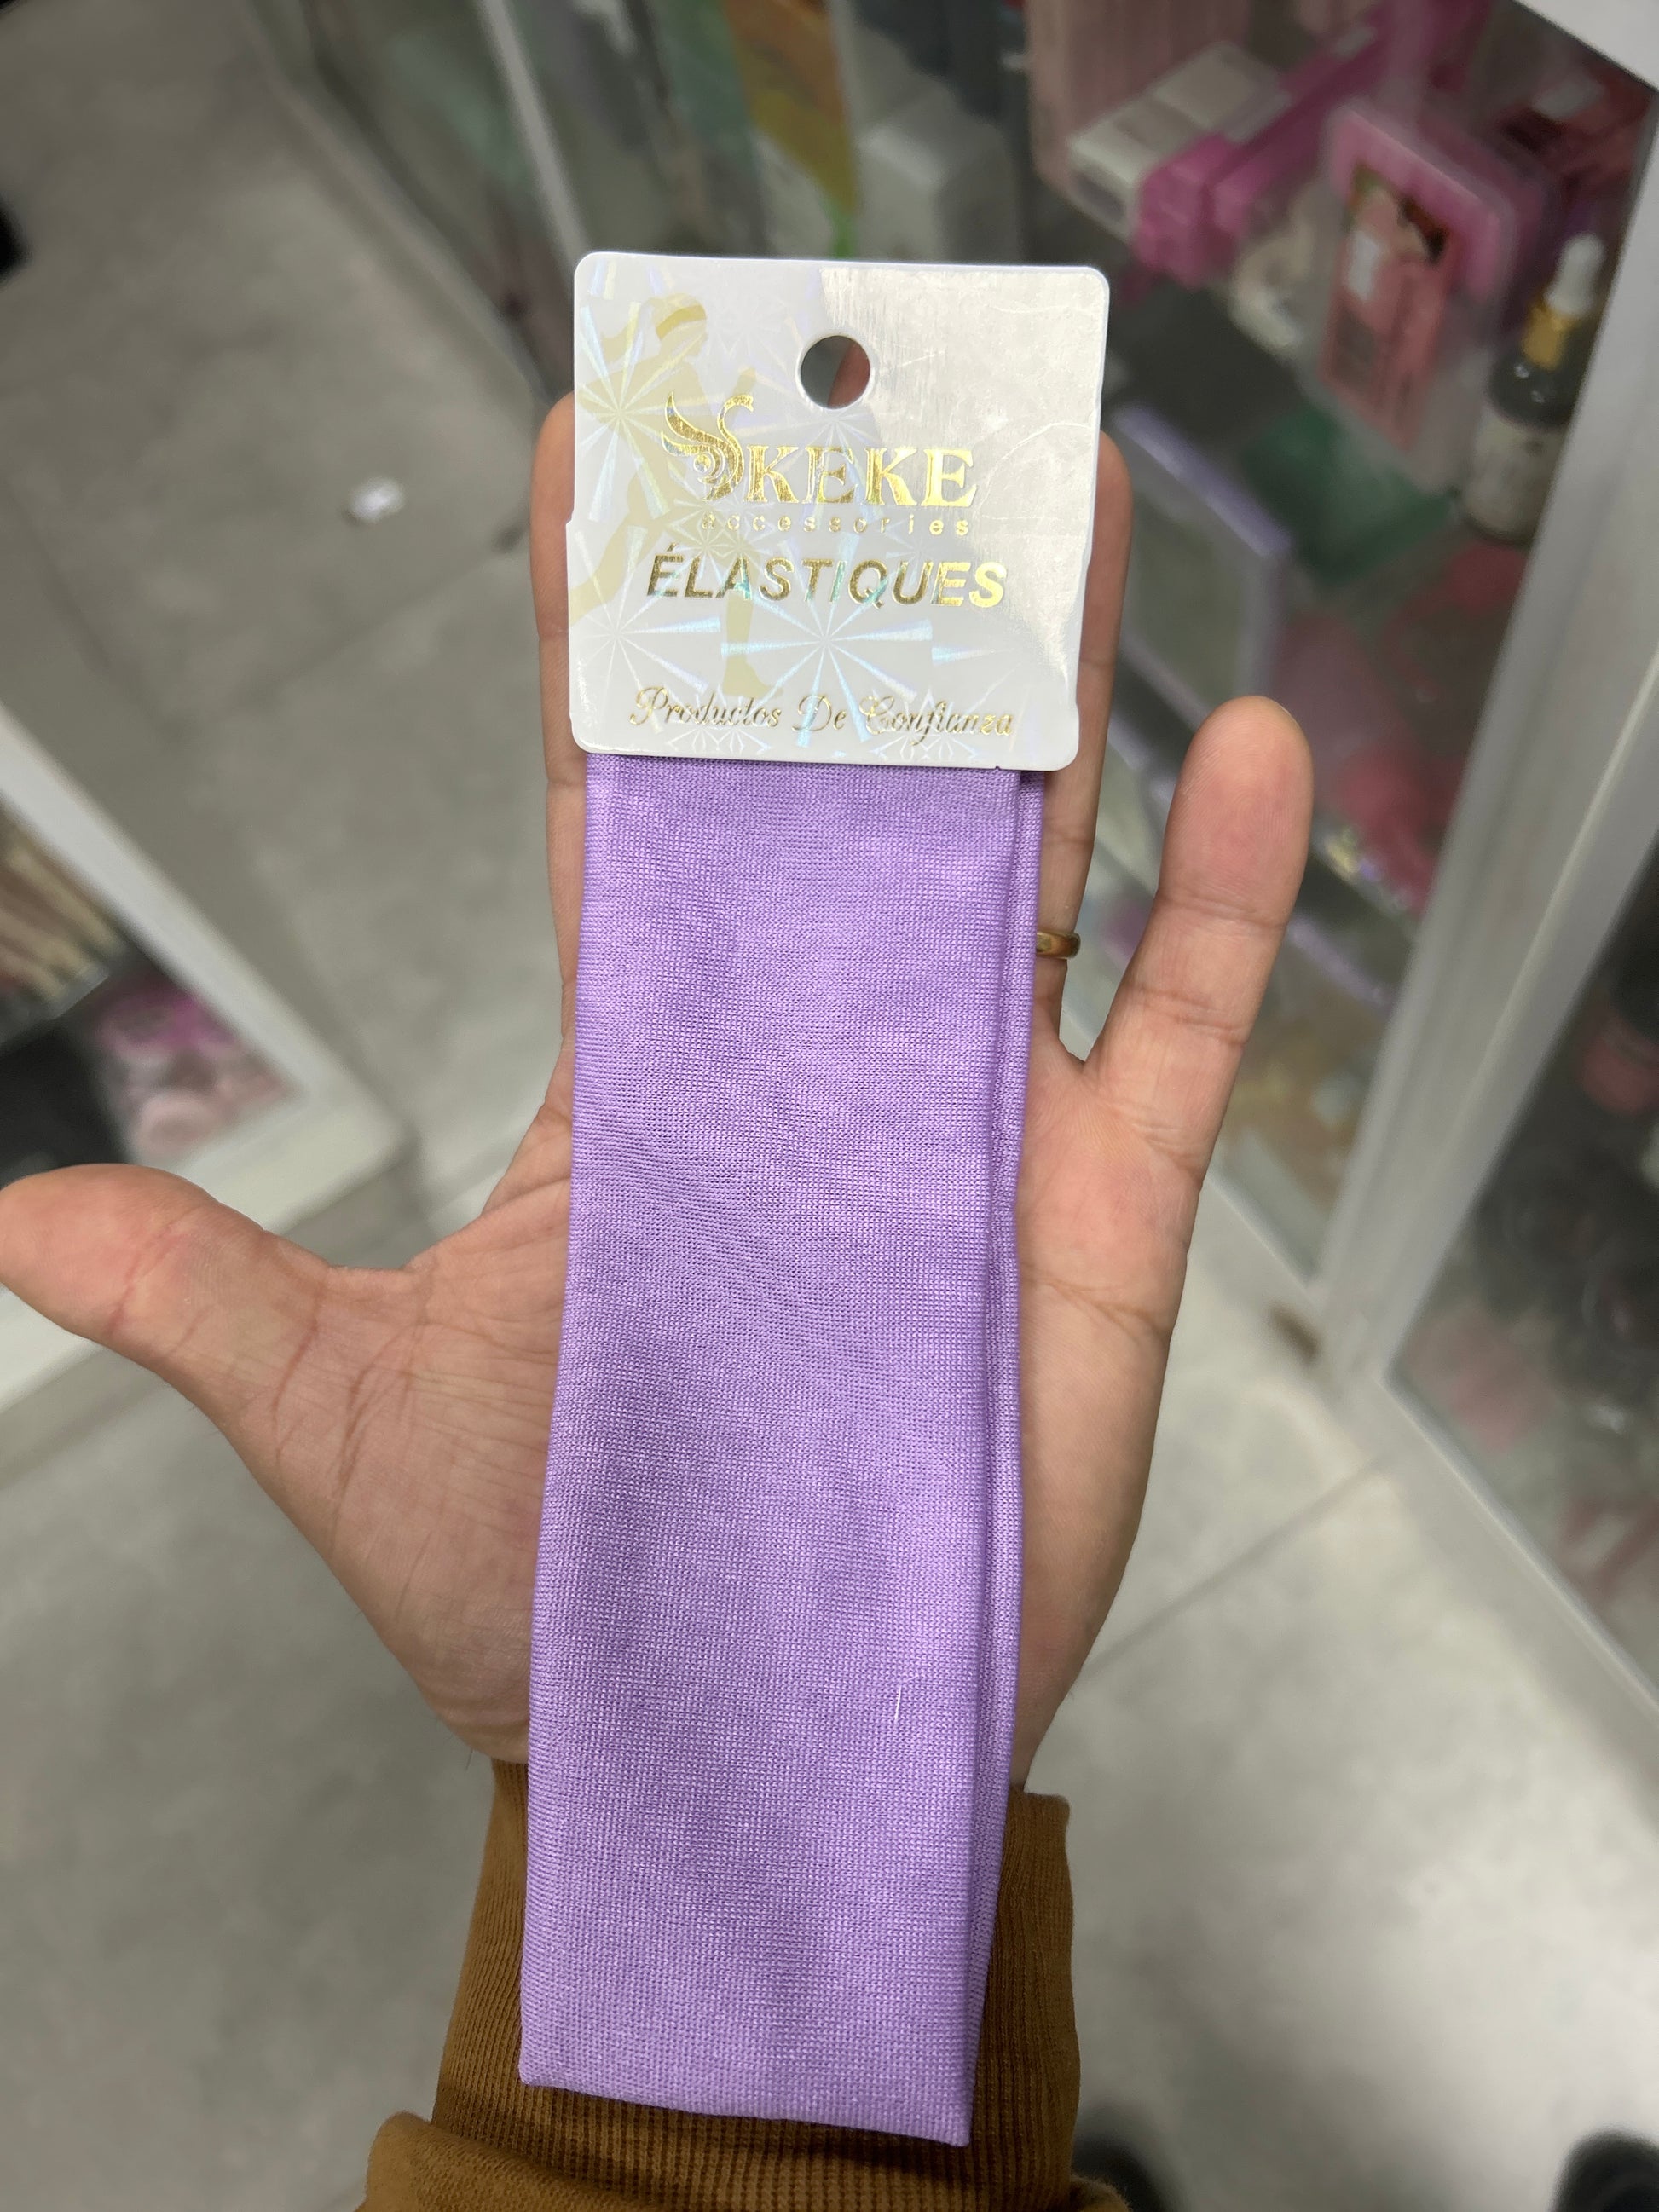 KEKE
accessories
ÉLASTIQUES
Productos De Confianza